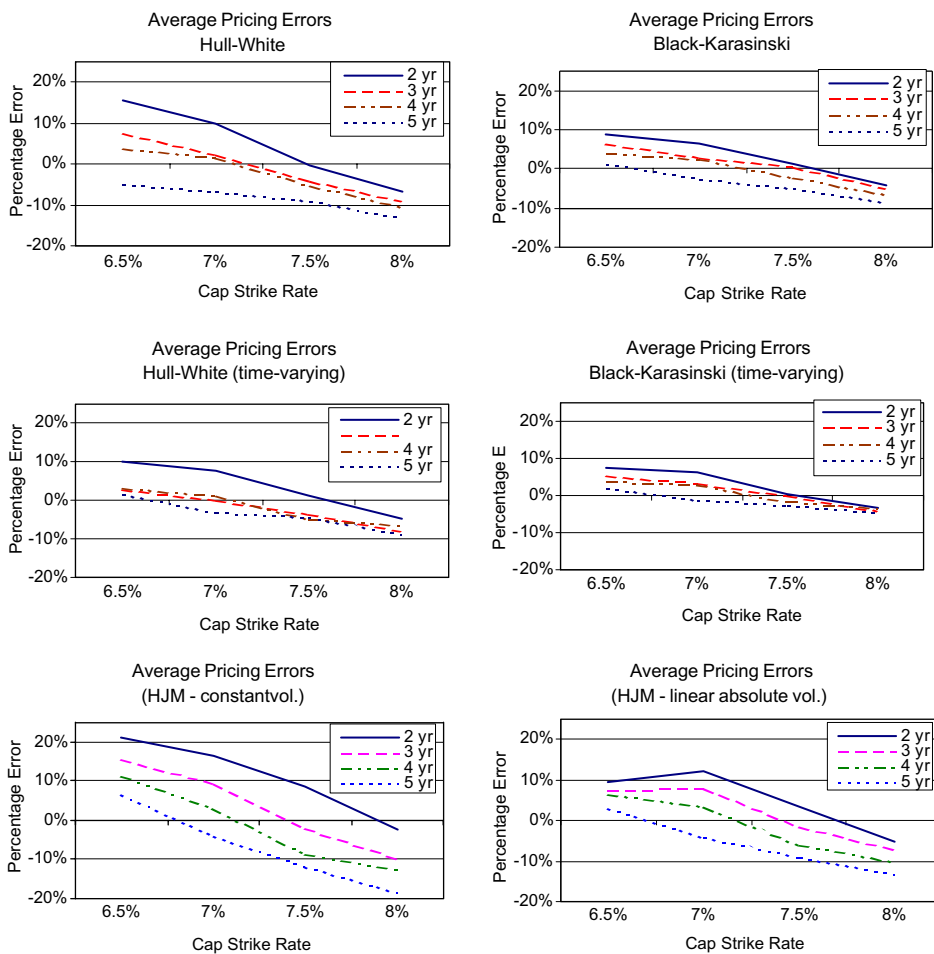 Average Pricing Errors
Hull-White
Percentage Error
20%
10%
0%
-10%
-20%
6.5% 7% 7.5% 8%
Cap Strike Rate
2 yr
3 yr
4 yr
5 yr
Average Pricing Errors
Black-Karasinski
Percentage Error
20%
10%
0%
-10%
-20%
6.5% 7% 7.5% 8%
Cap Strike Rate
2 yr
3 yr
4 yr
5 yr
Average Pricing Errors
Hull-White (time-varying)
Percentage Error
20%
10%
0%
-10%
-20%
6.5% 7% 7.5% 8%
Cap Strike Rate
2 yr
4 yr
5 yr
Average Pricing Errors
Black-Karasinski (time-varying)
Percentage E
20%
10%
0%
-10%
-20%
6.5% 7% 7.5% 8%
Cap Strike Rate
2 yr
3 yr
4 yr
5 yr
Average Pricing Errors
(HJM - constantvol.)
Percentage Error
20%
10%
0%
-10%
-20%
6.5% 7% 7.5% 8%
Cap Strike Rate
2 yr
3 yr
4 yr
5 yr
Average Pricing Errors
(HJM - linear absolute vol.)
Percentage Error
20%
10%
0%
-10%
-20%
6.5% 7% 7.5% 8%
Cap Strike Rate
2 yr
3 yr
4 yr
5 yr